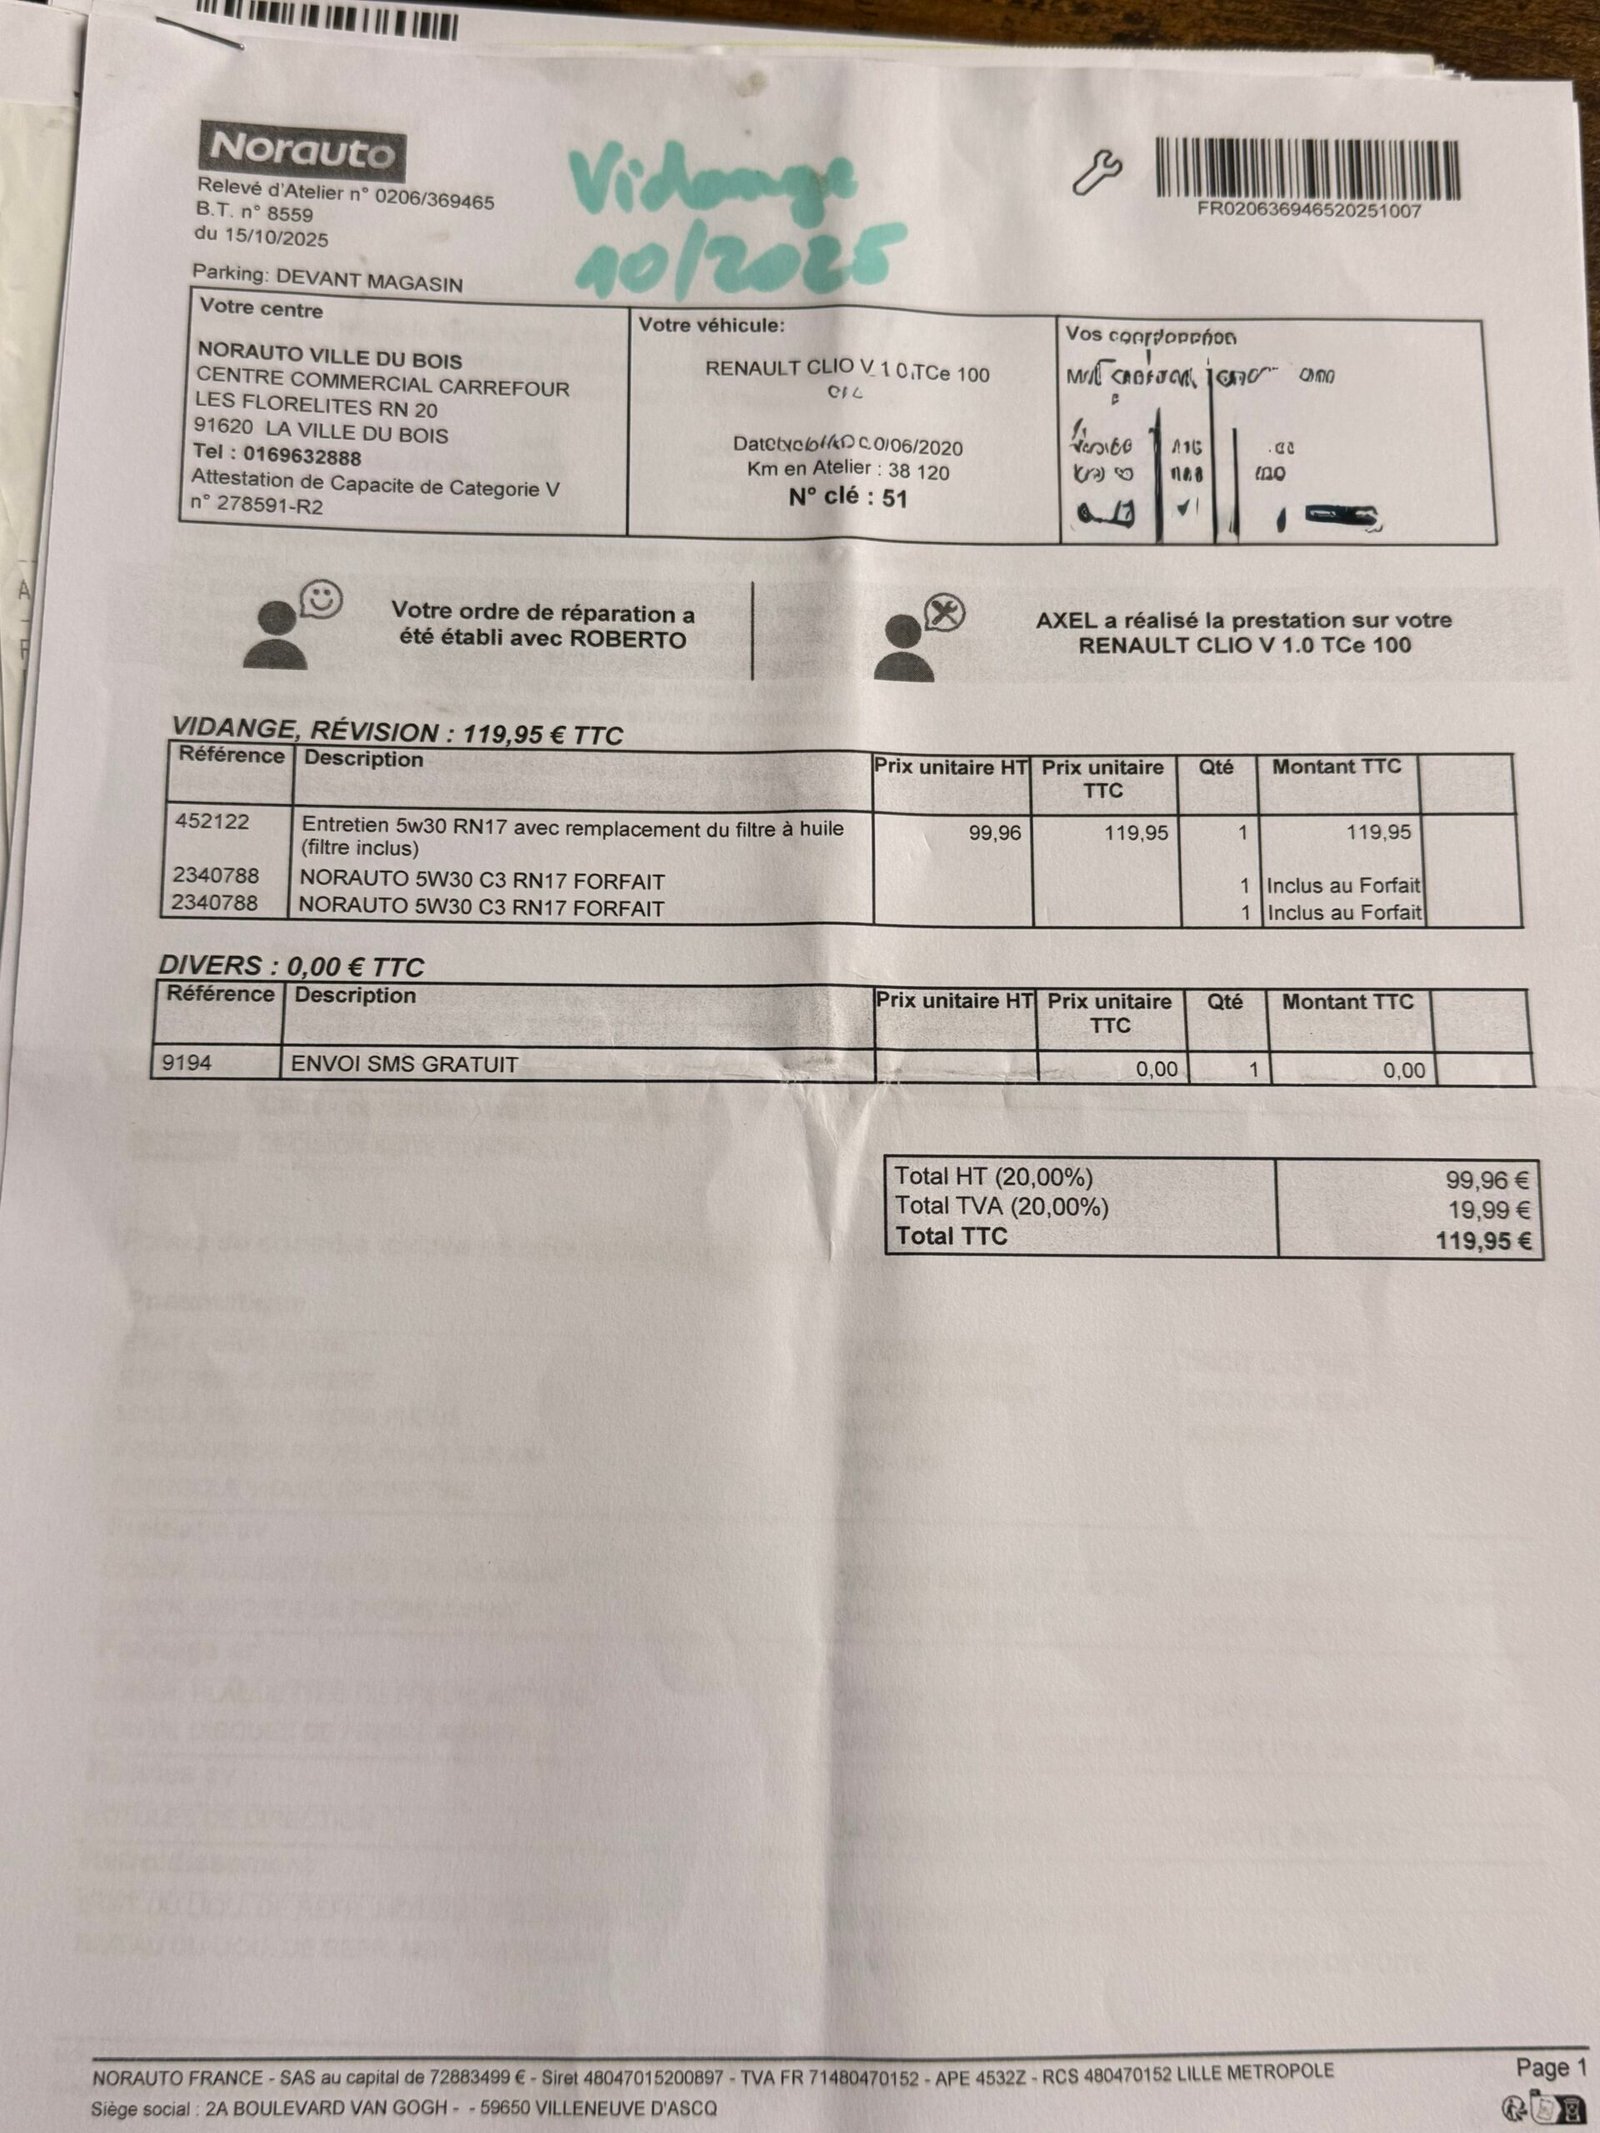 Norauto
Relevé d'Atelier n° 0206/369465
B.T. n° 8559
du 15/10/2025
Parking: DEVANT MAGASIN
Vidange
10/2025
FR020636946520251007
Votre centre
NORAUTO VILLE DU BOIS
CENTRE COMMERCIAL CARREFOUR
LES FLORELITES RN 20
91620 LA VILLE DU BOIS
Tel : 0169632888
Attestation de Capacite de Categorie V
n° 278591-R2
Votre véhicule:
RENAULT CLIO V 1.0 TCe 100
/06/2020
Km en Atelier : 38 120
N° clé : 51
Vos
Votre ordre de réparation a
été établi avec ROBERTO
AXEL a réalisé la prestation sur votre
RENAULT CLIO V 1.0 TCe 100
VIDANGE, RÉVISION : 119,95 € TTC
Référence Description Prix unitaire HT Prix unitaire TTC Qté Montant TTC
452122 Entretien 5w30 RN17 avec remplacement du filtre à huile 99,96 119,95 1 119,95
(filtre inclus)
2340788 NORAUTO 5W30 C3 RN17 FORFAIT 1 Inclus au Forfait
2340788 NORAUTO 5W30 C3 RN17 FORFAIT 1 Inclus au Forfait
DIVERS : 0,00 € TTC
Référence Description Prix unitaire HT Prix unitaire TTC Qté Montant TTC
9194 ENVOI SMS GRATUIT 0,00 1 0,00
Total HT (20,00%) 99,96 €
Total TVA (20,00%) 19,99 €
Total TTC 119,95 €
NORAUTO FRANCE - SAS au capital de 72883499 € - Siret 48047015200897 - TVA FR 71480470152 - APE 4532Z - RCS 480470152 LILLE METROPOLE
Siège social : 2A BOULEVARD VAN GOGH - - 59650 VILLENEUVE D'ASCQ
Page 1